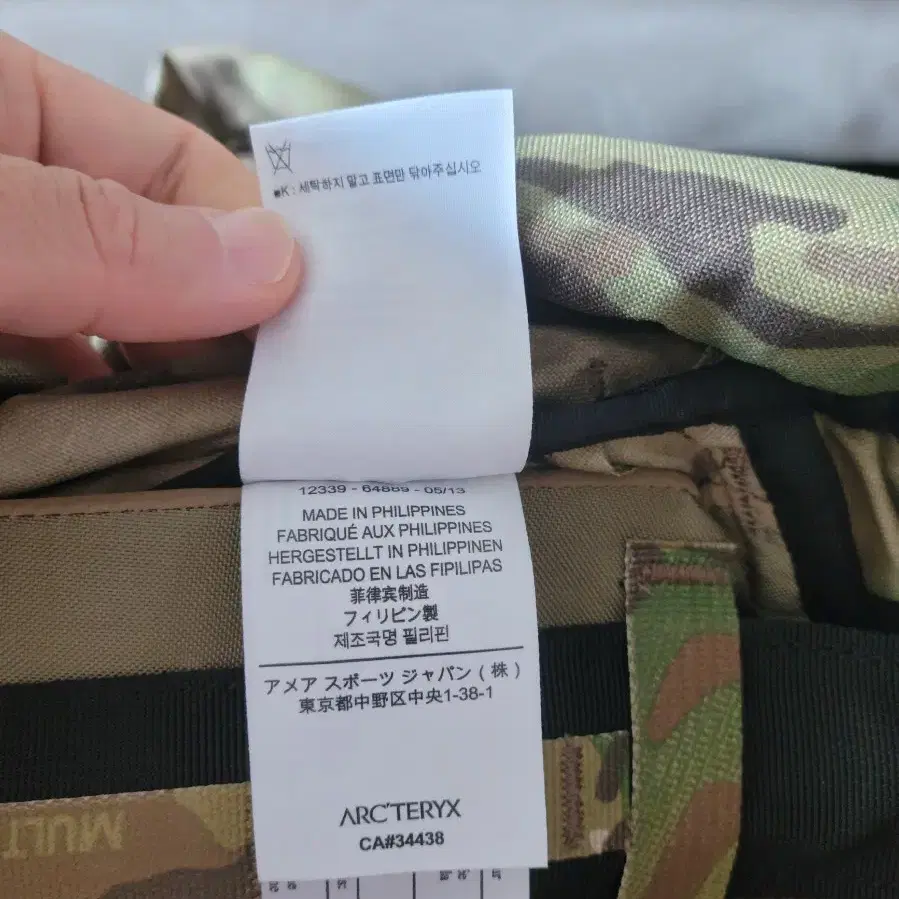 ■K : 세탁하지 말고 표면만 닦아주십시오
12339 - 64889 - 05/13
MADE IN PHILIPPINES
FABRIQUÉ AUX PHILIPPINES
HERGESTELLT IN PHILIPPINEN
FABRICADO EN LAS FIPILIPAS
菲律宾制造
フィリピン製
제조국명 필리핀
アメア スポーツ ジャパン ( 株 )
東京都中野区中央1-38-1
ARC'TERYX
CA#34438
MULT